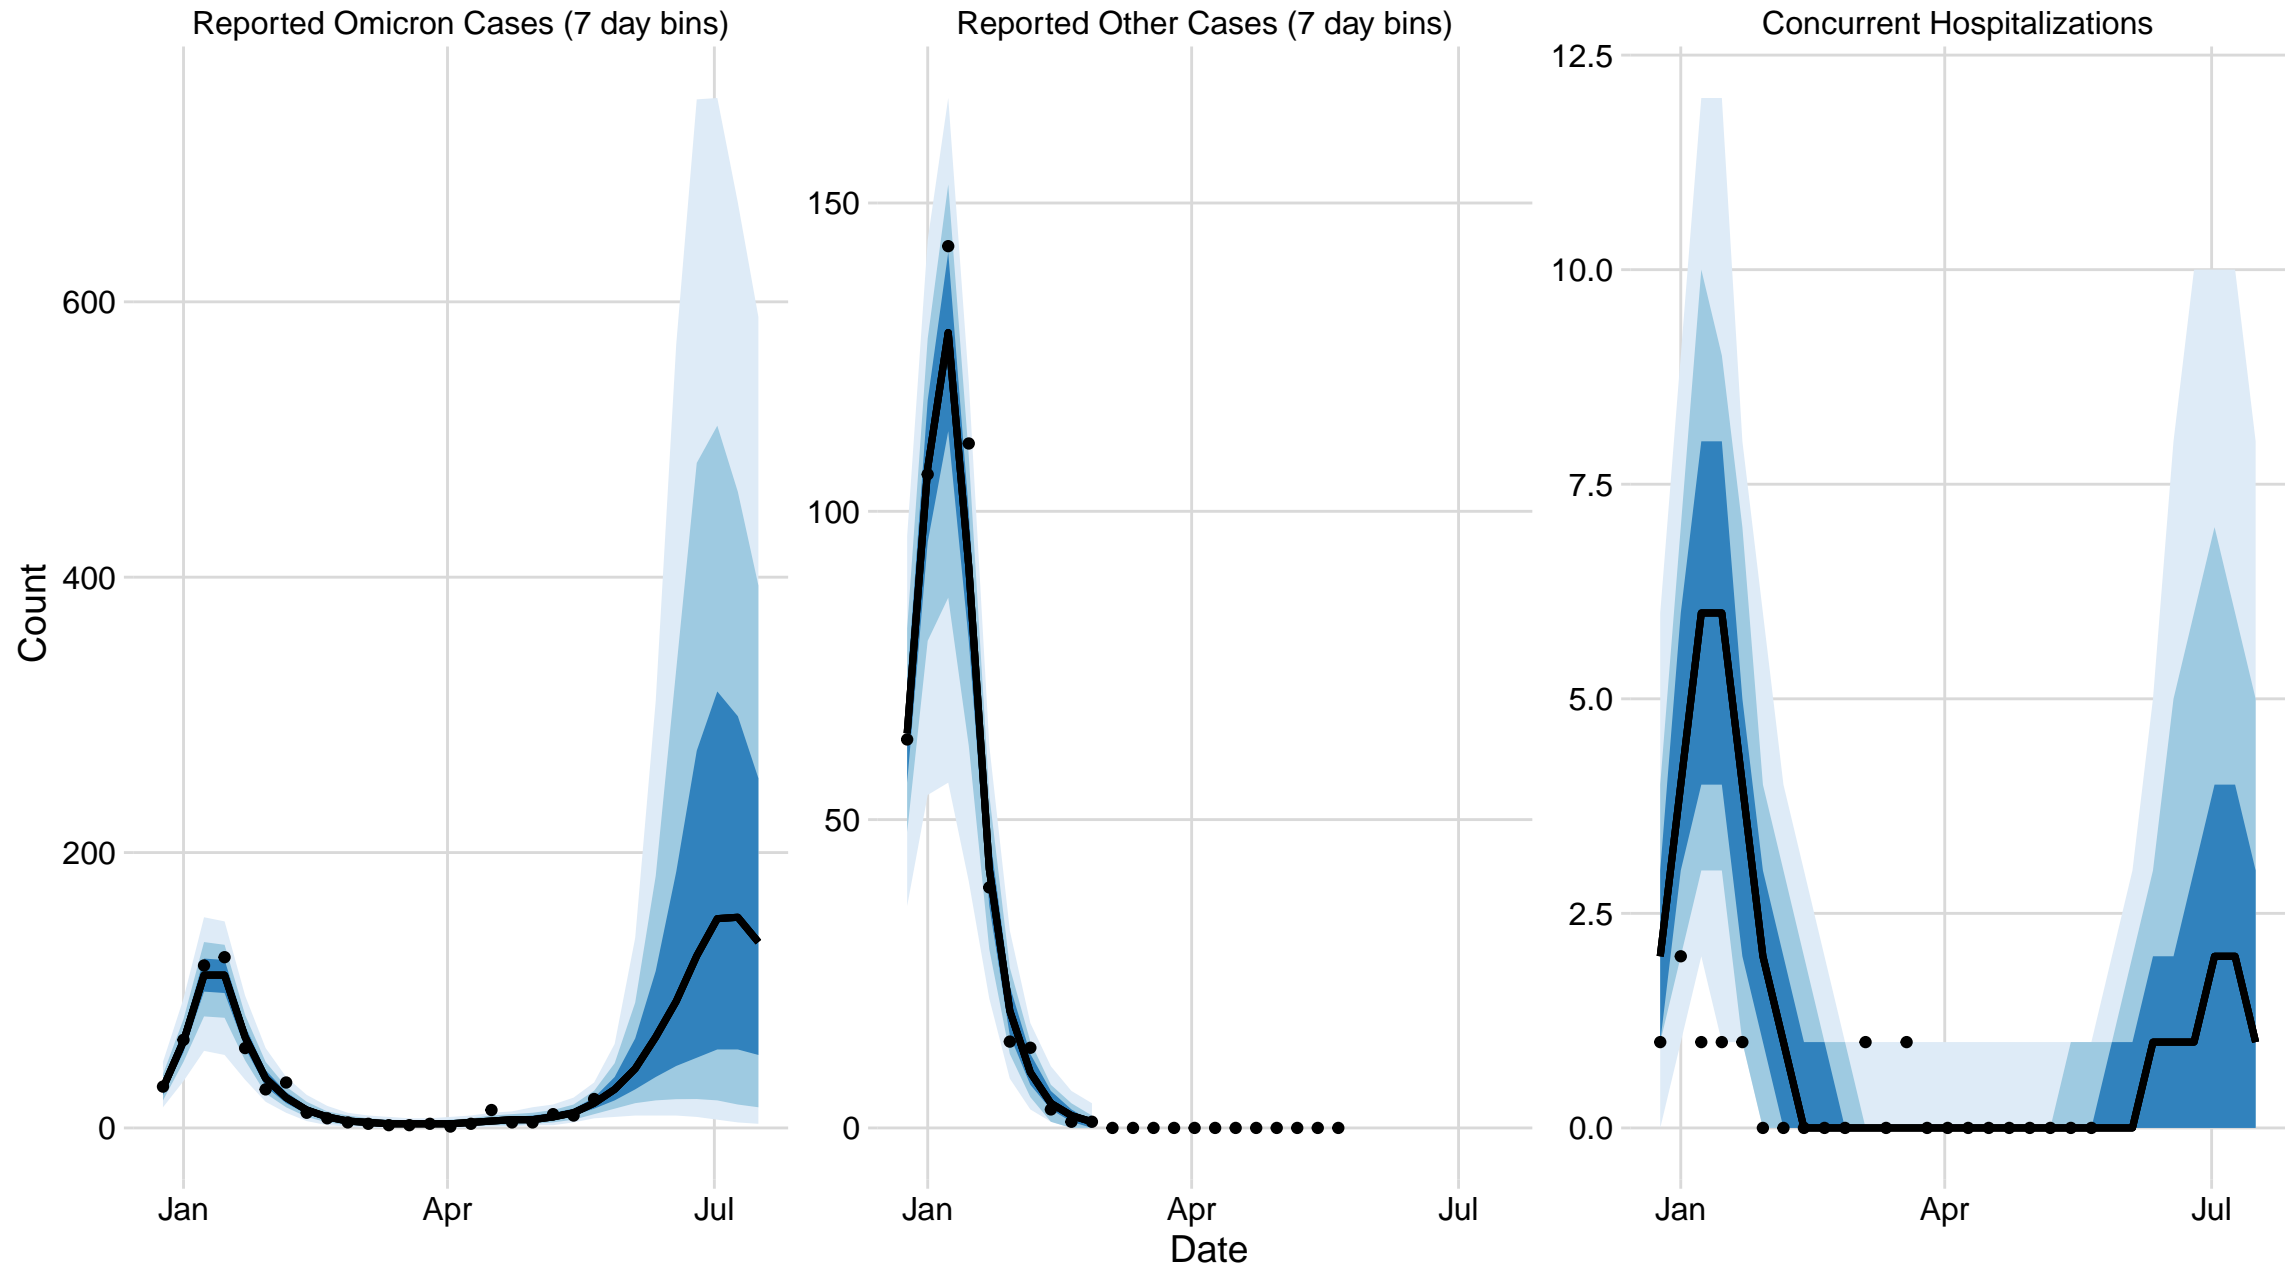 Reported Omicron Cases (7 day bins)
Reported Other Cases (7 day bins)
Concurrent Hospitalizations
Count
600
400
200
0
Jan
Apr
Jul
150
100
50
0
Jan
Apr
Jul
12.5
10.0
7.5
5.0
2.5
0.0
Jan
Apr
Jul
Date